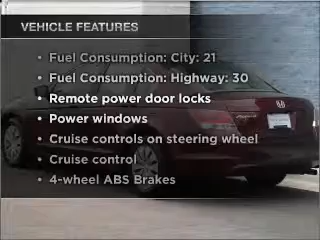 VEHICLE FEATURES
• Fuel Consumption: City: 21
• Fuel Consumption: Highway: 30
• Remote power door locks
• Power windows
• Cruise controls on steering wheel
• Cruise control
• 4-wheel ABS Brakes